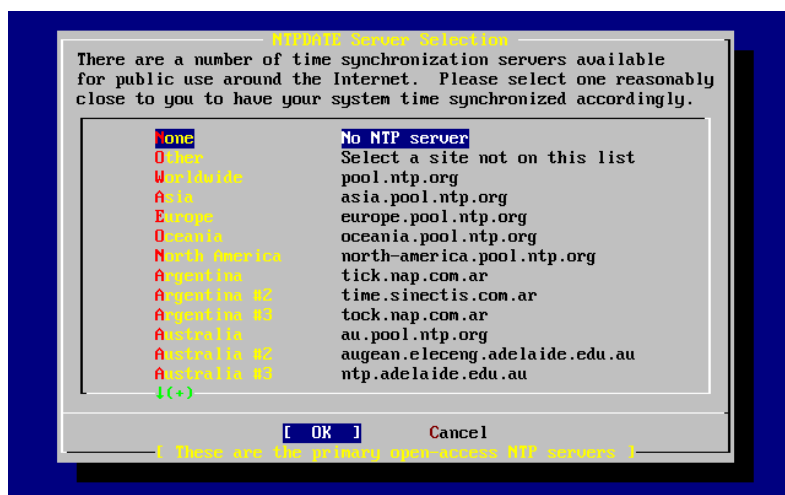 NTPDATE Server Selection
There are a number of time synchronization servers available
for public use around the Internet.  Please select one reasonably
close to you to have your system time synchronized accordingly.
None No NTP server
Other Select a site not on this list
Worldwide pool.ntp.org
Asia asia.pool.ntp.org
Europe europe.pool.ntp.org
Oceania oceania.pool.ntp.org
North America north-america.pool.ntp.org
Argentina tick.nap.com.ar
Argentina #2 time.sinectis.com.ar
Argentina #3 tock.nap.com.ar
Australia au.pool.ntp.org
Australia #2 augean.eleceng.adelaide.edu.au
Australia #3 ntp.adelaide.edu.au
↓(+)
[ OK ] Cancel
[ These are the primary open-access NTP servers ]